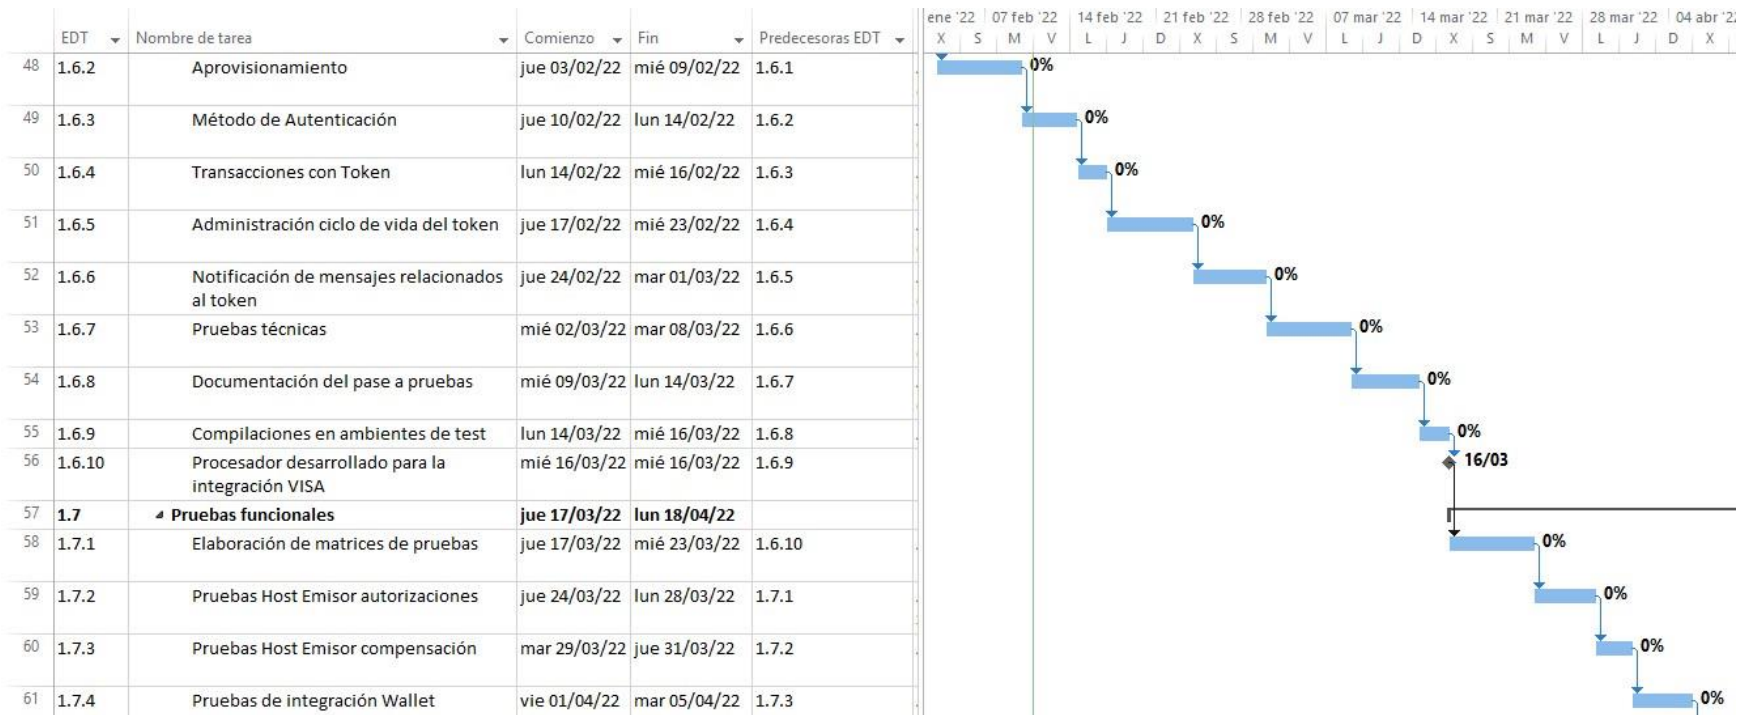 ene '22 07 feb '22 14 feb '22 21 feb '22 28 feb '22 07 mar '22 14 mar '22 21 mar '22 28 mar '22 04 abr '22
EDT Nombre de tarea Comienzo Fin Predecesoras EDT X S M V L J D X S M V L J D X S M V L J D X
48 1.6.2 Aprovisionamiento jue 03/02/22 mié 09/02/22 1.6.1 0%
49 1.6.3 Método de Autenticación jue 10/02/22 lun 14/02/22 1.6.2 0%
50 1.6.4 Transacciones con Token lun 14/02/22 mié 16/02/22 1.6.3 0%
51 1.6.5 Administración ciclo de vida del token jue 17/02/22 mié 23/02/22 1.6.4 0%
52 1.6.6 Notificación de mensajes relacionados jue 24/02/22 mar 01/03/22 1.6.5 0%
al token
53 1.6.7 Pruebas técnicas mié 02/03/22 mar 08/03/22 1.6.6 0%
54 1.6.8 Documentación del pase a pruebas mié 09/03/22 lun 14/03/22 1.6.7 0%
55 1.6.9 Compilaciones en ambientes de test lun 14/03/22 mié 16/03/22 1.6.8 0%
56 1.6.10 Procesador desarrollado para la mié 16/03/22 mié 16/03/22 1.6.9 16/03
integración VISA
57 1.7 Pruebas funcionales jue 17/03/22 lun 18/04/22
58 1.7.1 Elaboración de matrices de pruebas jue 17/03/22 mié 23/03/22 1.6.10 0%
59 1.7.2 Pruebas Host Emisor autorizaciones jue 24/03/22 lun 28/03/22 1.7.1 0%
60 1.7.3 Pruebas Host Emisor compensación mar 29/03/22 jue 31/03/22 1.7.2 0%
61 1.7.4 Pruebas de integración Wallet vie 01/04/22 mar 05/04/22 1.7.3 0%